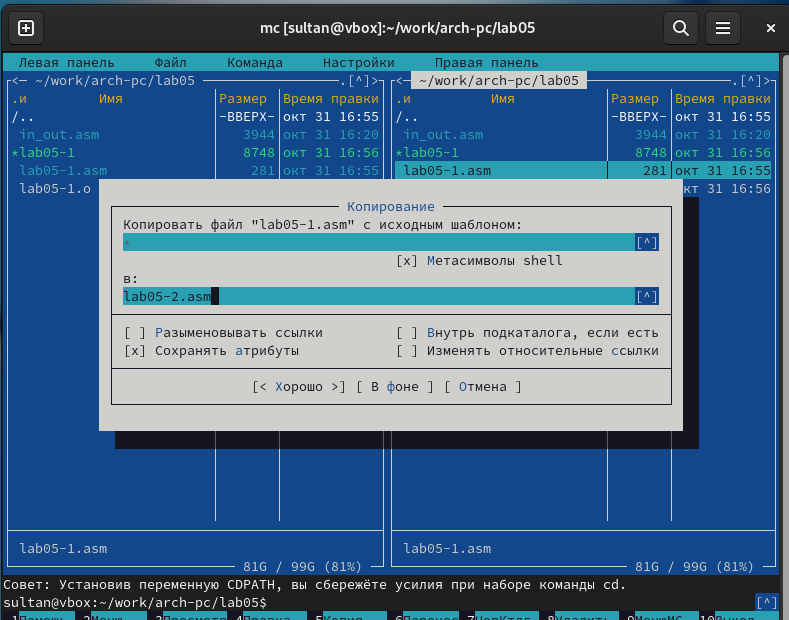 mc [sultan@vbox]:~/work/arch-pc/lab05
Левая панель Файл Команда Настройки Правая панель
<— ~/work/arch-pc/lab05 .[^]> <— ~/work/arch-pc/lab05 .[^]>
.и Имя Размер Время правки .и Имя Размер Время правки
/.. -ВВЕРХ- окт 31 16:55 /.. -ВВЕРХ- окт 31 16:55
in_out.asm 3944 окт 31 16:20 in_out.asm 3944 окт 31 16:20
*lab05-1 8748 окт 31 16:56 *lab05-1 8748 окт 31 16:56
lab05-1.asm 281 окт 31 16:55 lab05-1.asm 281 окт 31 16:55
lab05-1.o кт 31 16:56
Копирование
Копировать файл "lab05-1.asm" с исходным шаблоном:
* [^]
[x] Метасимволы shell
в:
lab05-2.asm [^]
[ ] Разыменовывать ссылки [ ] Внутрь подкаталога, если есть
[x] Сохранять атрибуты [ ] Изменять относительные ссылки
[< Хорошо >] [ В фоне ] [ Отмена ]
lab05-1.asm lab05-1.asm
81G / 99G (81%) 81G / 99G (81%)
Совет: Установив переменную CDPATH, вы сбережёте усилия при наборе команды cd.
sultan@vbox:~/work/arch-pc/lab05$ [^]
1Помощь 2Меню 3Просмотр 4Правка 5Копия 6Перенос 7НовКтлг 8Удалить 9МенюМС 10Выход